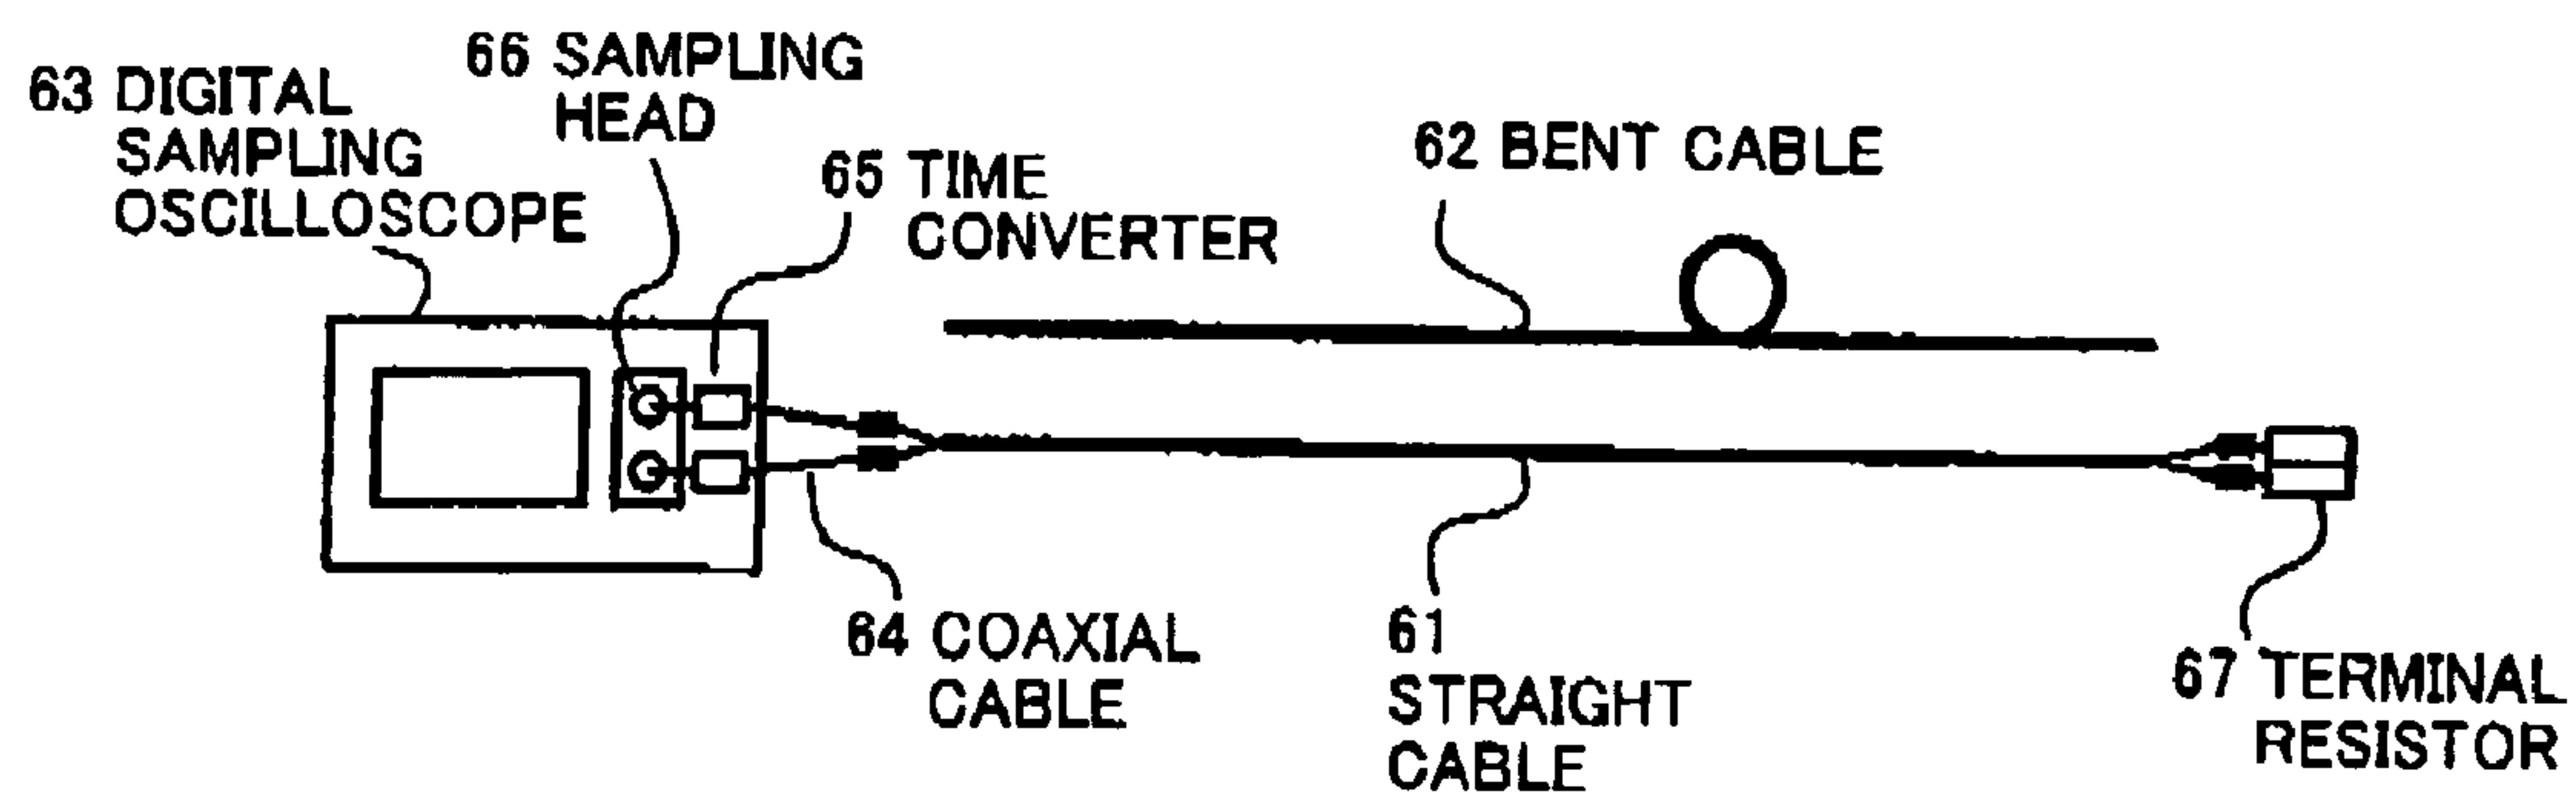 63 DIGITAL
SAMPLING
OSCILLOSCOPE
66 SAMPLING
HEAD
65 TIME
CONVERTER
62 BENT CABLE
64 COAXIAL
CABLE
61
STRAIGHT
CABLE
67 TERMINAL
RESISTOR